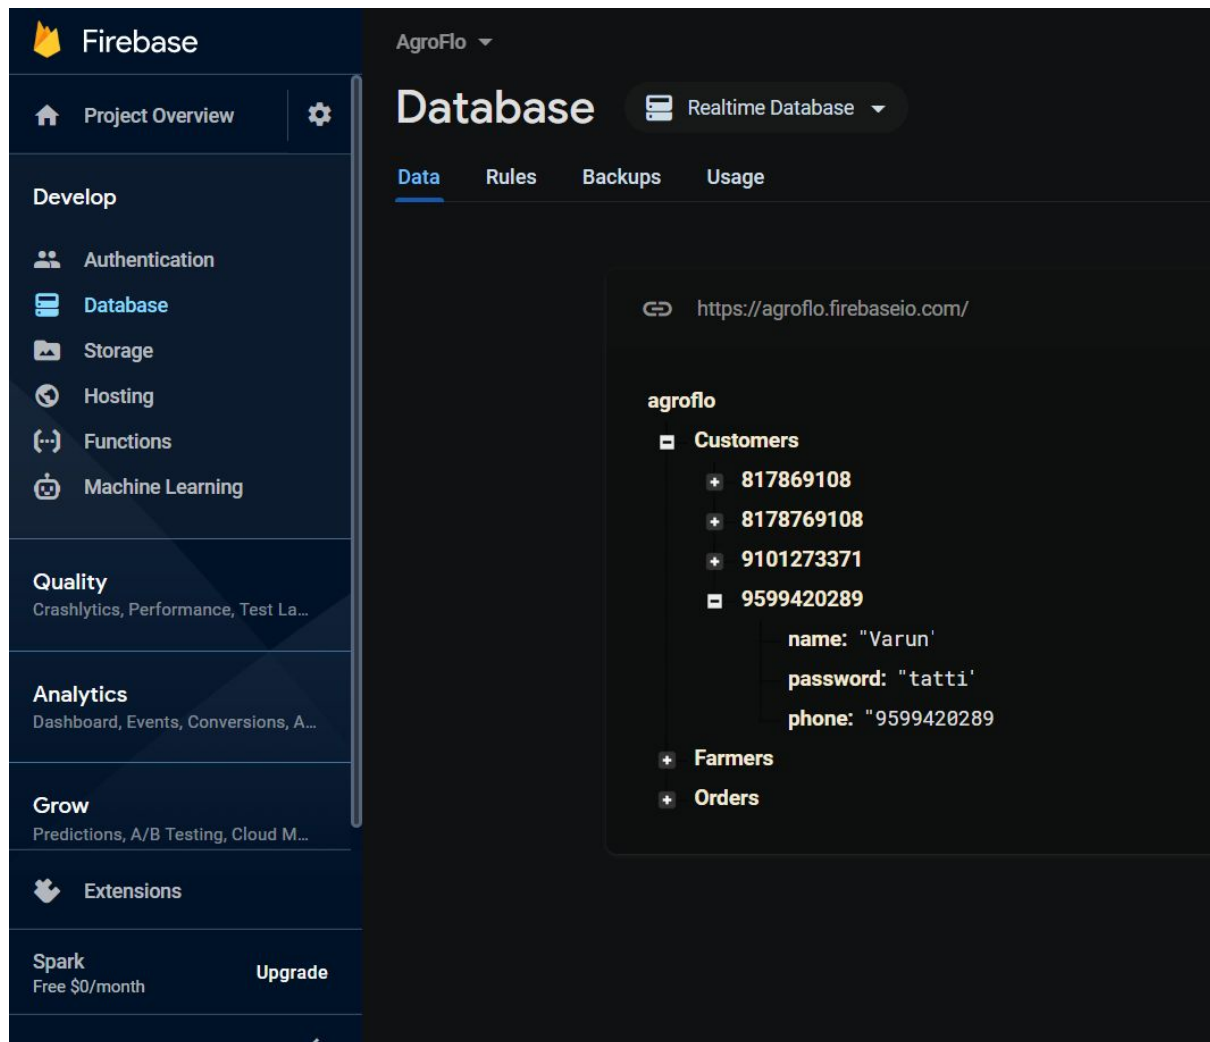 Firebase
Project Overview
Develop
Authentication
Database
Storage
Hosting
Functions
Machine Learning
Quality
Crashlytics, Performance, Test La...
Analytics
Dashboard, Events, Conversions, A...
Grow
Predictions, A/B Testing, Cloud M...
Extensions
Spark
Free $0/month
Upgrade
AgroFlo
Database
Realtime Database
Data Rules Backups Usage
https://agroflo.firebaseio.com/
agroflo
Customers
817869108
8178769108
9101273371
9599420289
name: "Varun'
password: "tatti'
phone: "9599420289
Farmers
Orders